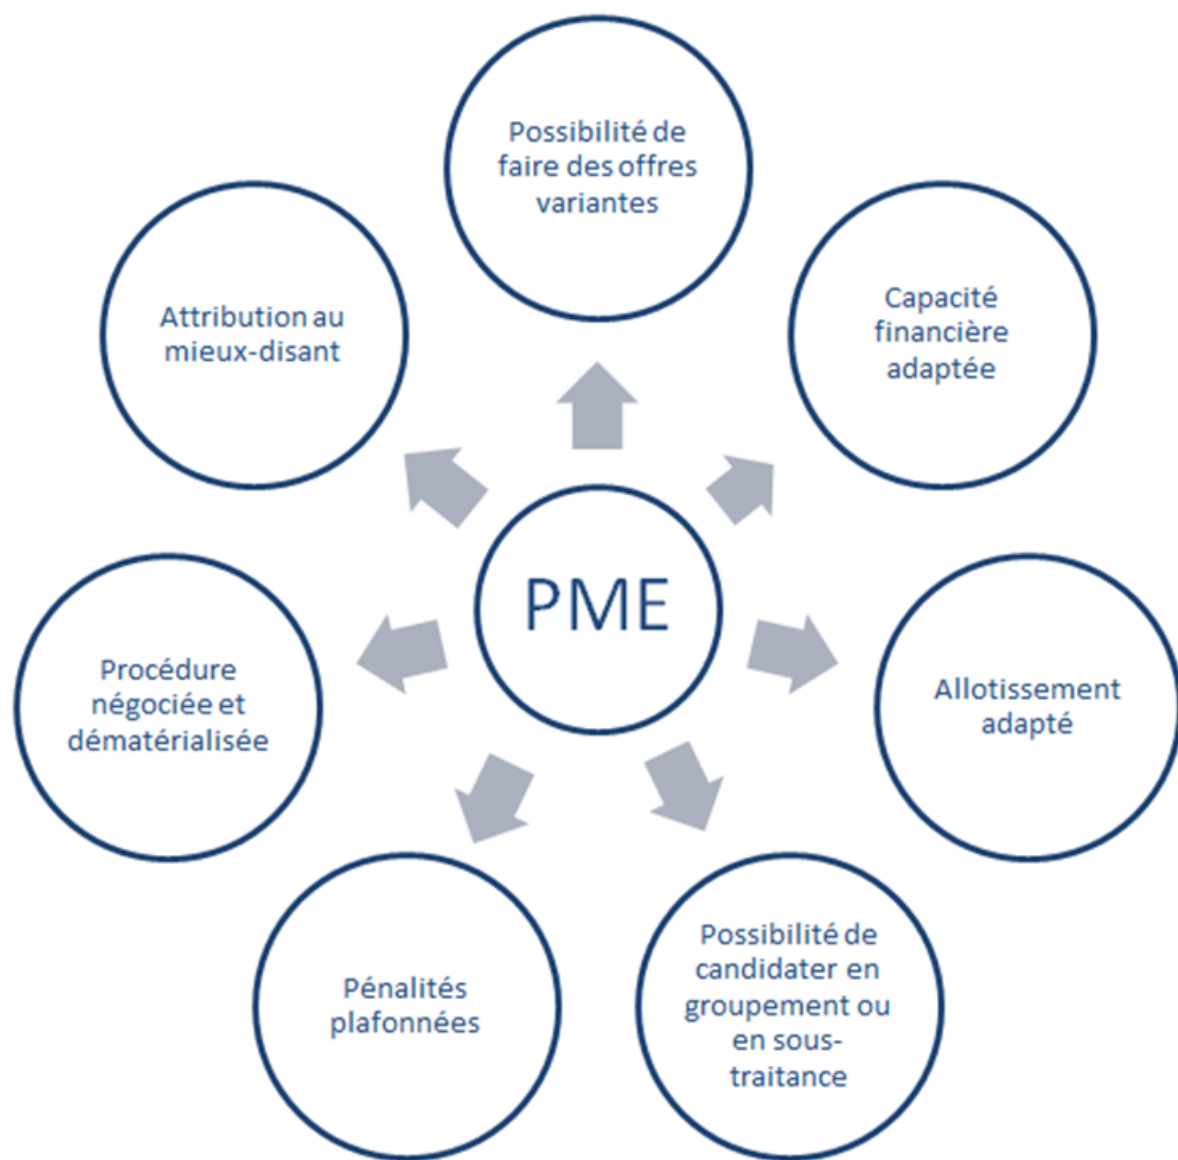 Possibilité de
faire des offres
variantes
Capacité
financière
adaptée
Allotissement
adapté
Possibilité de
candidater en
groupement ou
en sous-
traitance
Pénalités
plafonnées
Procédure
négociée et
dématérialisée
Attribution au
mieux-disant
PME